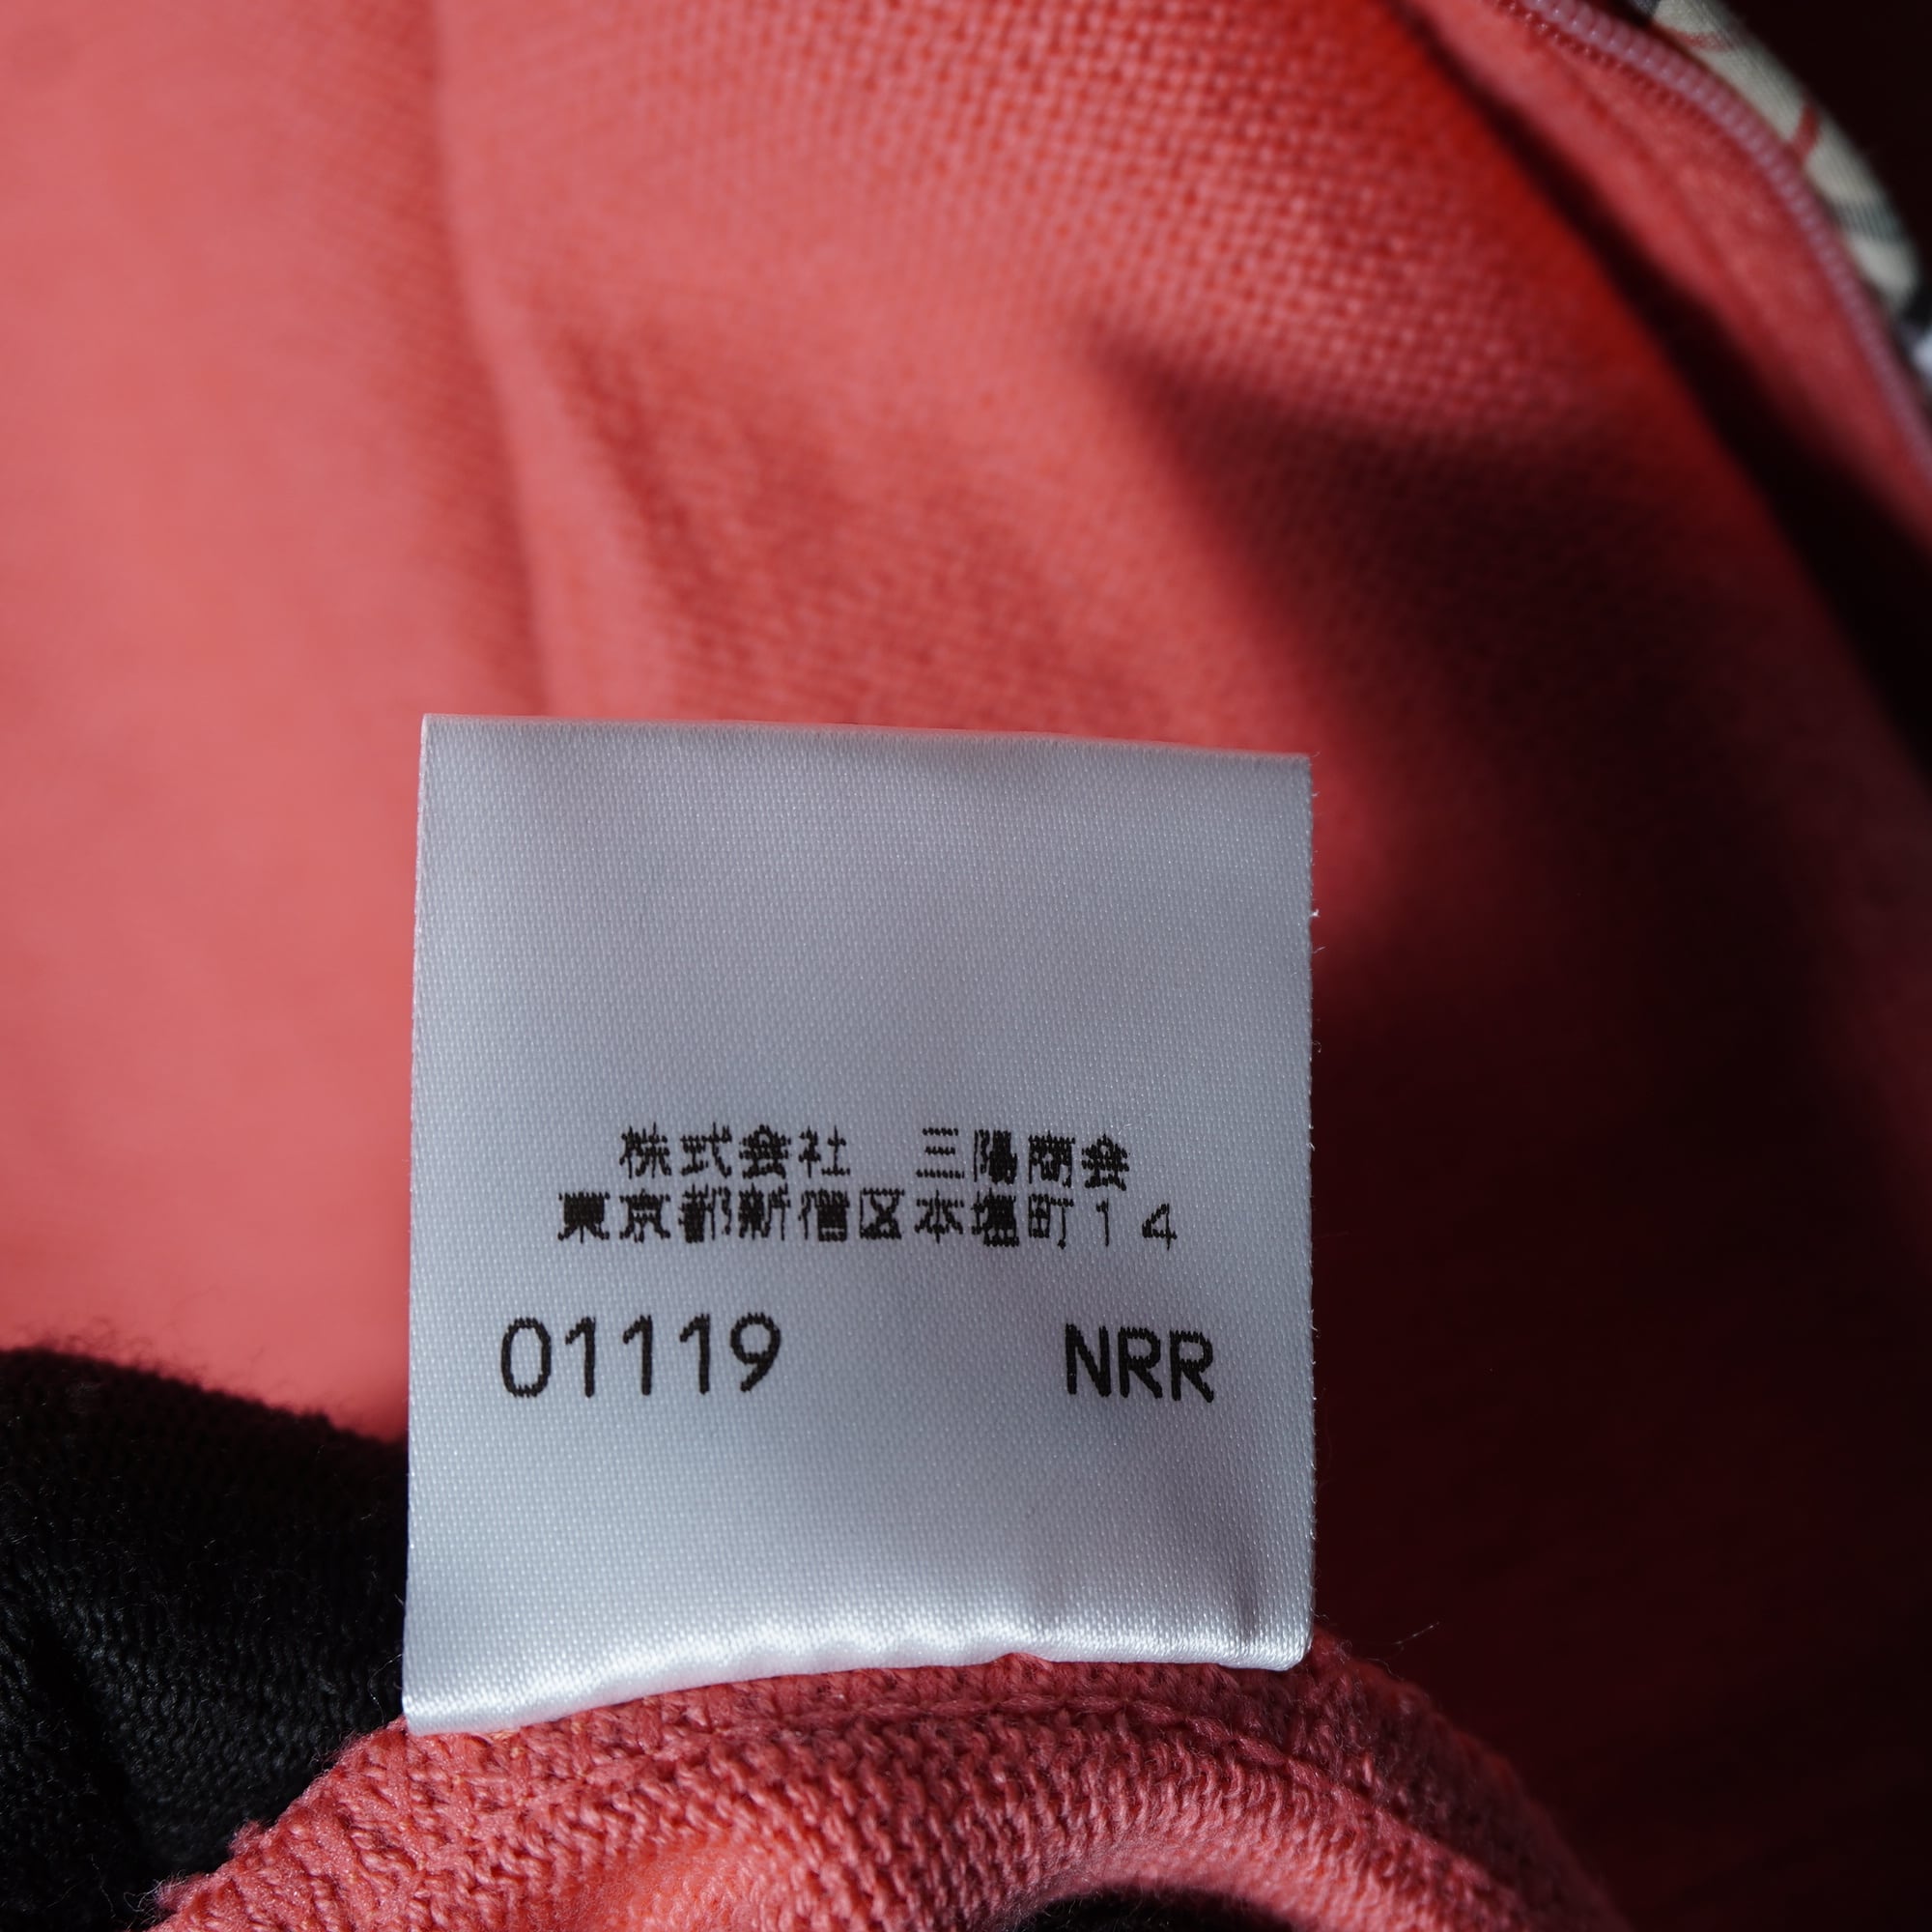 株式会社　三陽商会
東京都新宿区本塩町１４
01119 NRR